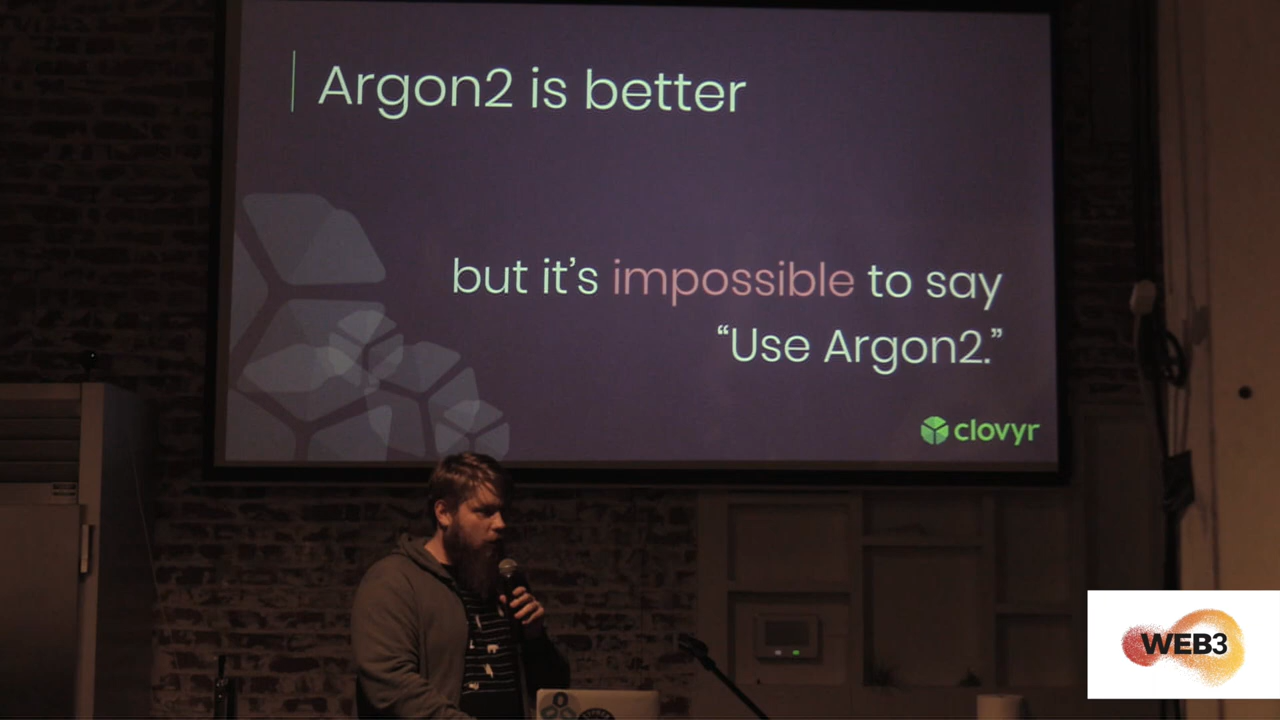 Argon2 is better
but it’s impossible to say
“Use Argon2.”
clovyr
WEB3